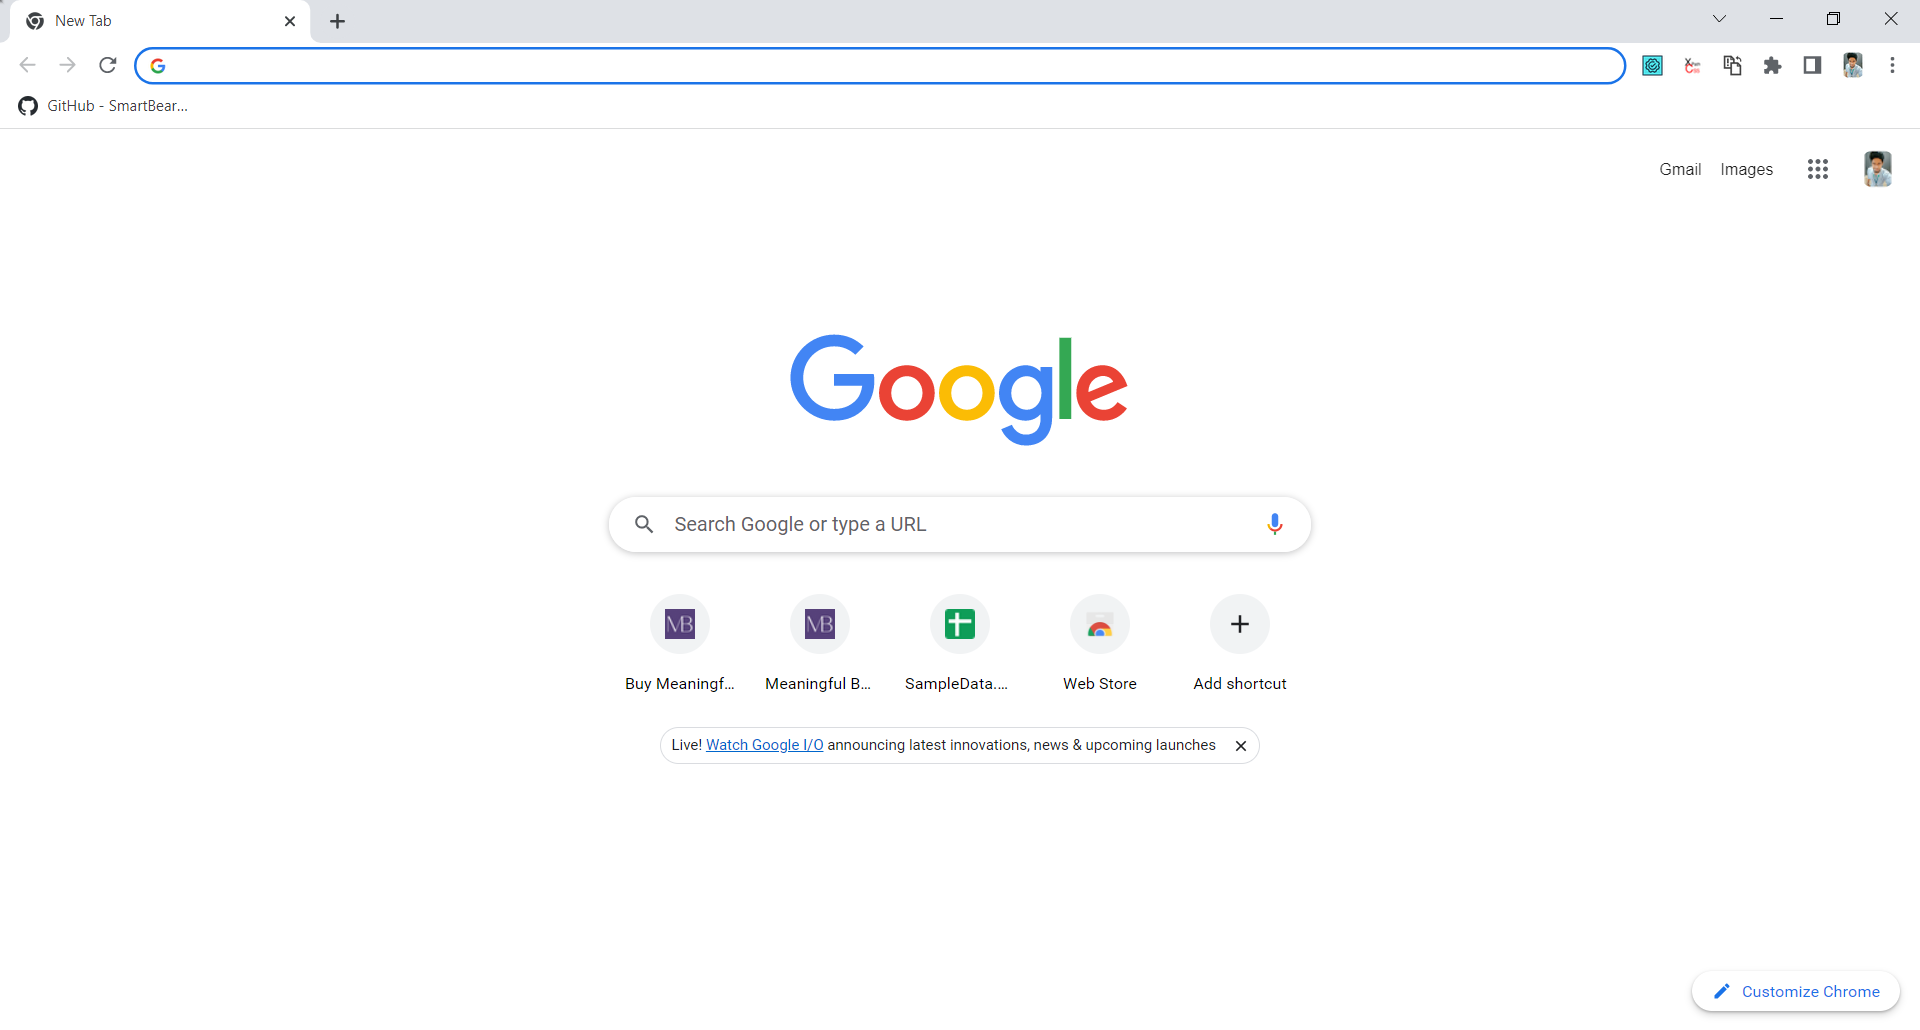 New Tab
GitHub - SmartBear...
Gmail Images
Google
Search Google or type a URL
MB MB
Buy Meaningf... Meaningful B... SampleData.... Web Store Add shortcut
Live! Watch Google I/O announcing latest innovations, news & upcoming launches
Customize Chrome